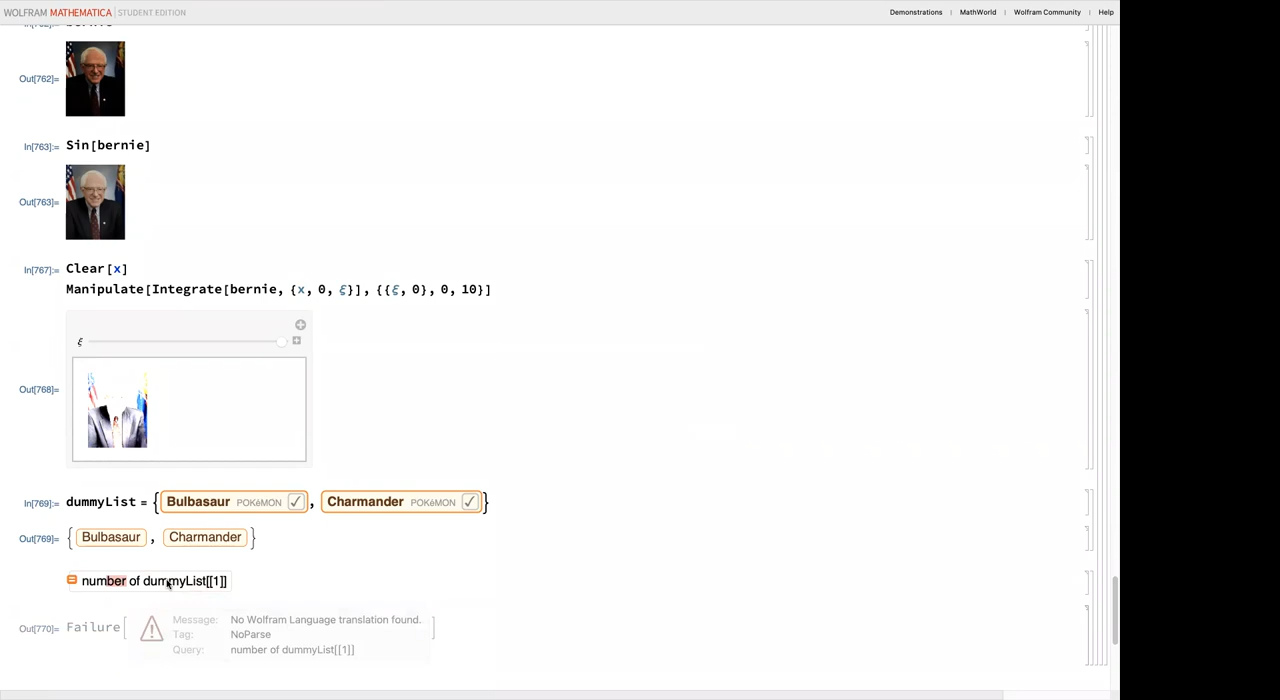 WOLFRAM MATHEMATICA | STUDENT EDITION
Demonstrations | MathWorld | Wolfram Community | Help
Out[762]=
In[763]:= Sin[bernie]
Out[763]=
In[767]:= Clear[x]
Manipulate[Integrate[bernie, {x, 0, ξ}], {{ξ, 0}, 0, 10}]
ξ
Out[768]=
In[769]:= dummyList = {Bulbasaur POKéMON ✓, Charmander POKéMON ✓}
Out[769]= {Bulbasaur, Charmander}
number of dummyList[[1]]
Message: No Wolfram Language translation found.
Out[770]= Failure[ Tag: NoParse ]
Query: number of dummyList[[1]]